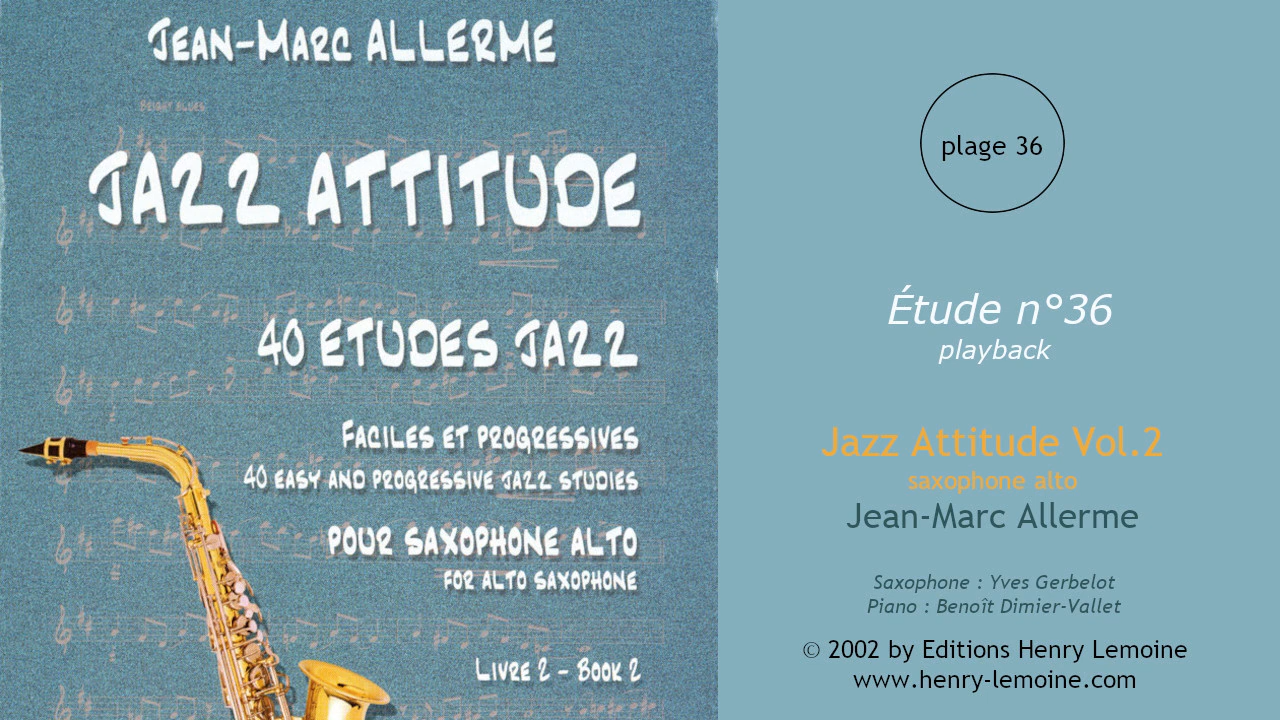 JEAN-MARC ALLERME
BRIGHT BLUES
JAZZ ATTITUDE
40 ETUDES JAZZ
FACILES ET PROGRESSIVES
40 EASY AND PROGRESSIVE JAZZ STUDIES
POUR SAXOPHONE ALTO
FOR ALTO SAXOPHONE
LIVRE 2 - BOOK 2
plage 36
Étude n°36
playback
Jazz Attitude Vol.2
saxophone alto
Jean-Marc Allerme
Saxophone : Yves Gerbelot
Piano : Benoît Dimier-Vallet
© 2002 by Editions Henry Lemoine
www.henry-lemoine.com